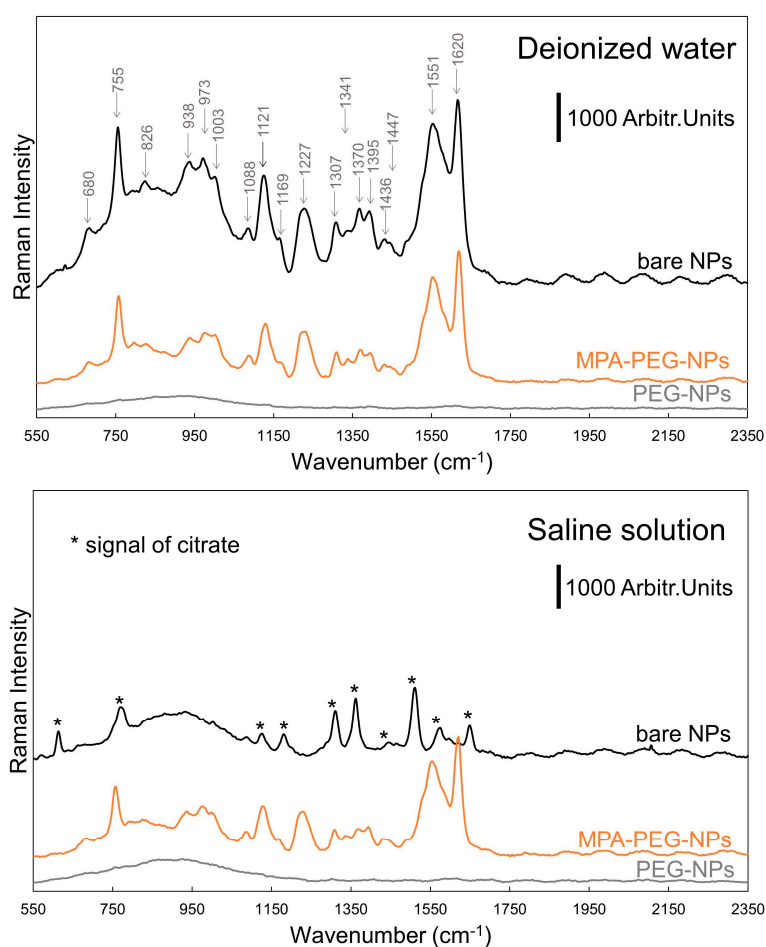 Deionized water
1000 Arbitr.Units
680
755
826
938
973
1003
1088
1121
1169
1227
1307
1341
1370
1395
1436
1447
1551
1620
bare NPs
MPA-PEG-NPs
PEG-NPs
Raman Intensity
550 750 950 1150 1350 1550 1750 1950 2150 2350
Wavenumber (cm⁻¹)
Saline solution
* signal of citrate
1000 Arbitr.Units
* * * * * * * * * *
bare NPs
MPA-PEG-NPs
PEG-NPs
Raman Intensity
550 750 950 1150 1350 1550 1750 1950 2150 2350
Wavenumber (cm⁻¹)